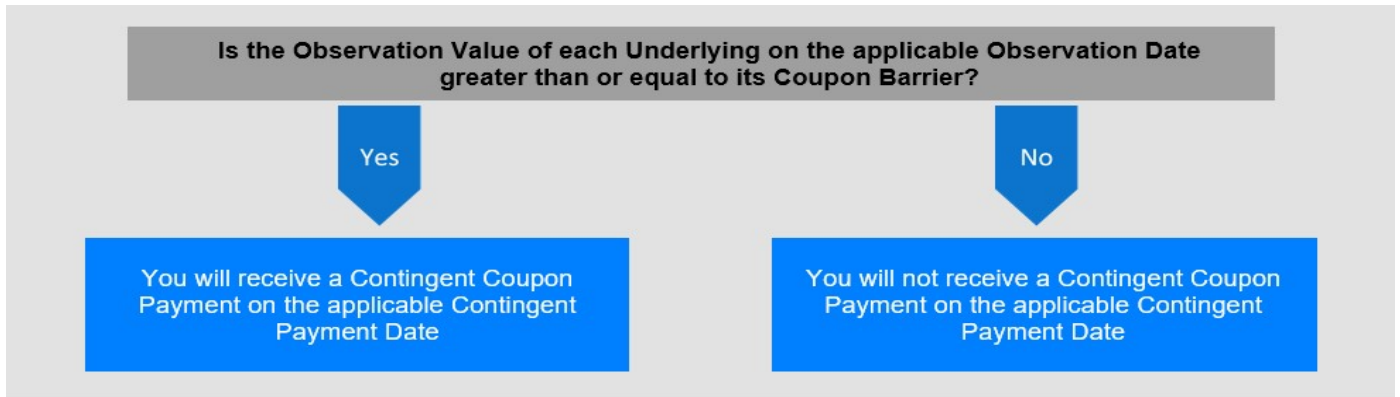 Is the Observation Value of each Underlying on the applicable Observation Date
greater than or equal to its Coupon Barrier?
Yes
No
You will receive a Contingent Coupon
Payment on the applicable Contingent
Payment Date
You will not receive a Contingent Coupon
Payment on the applicable Contingent
Payment Date